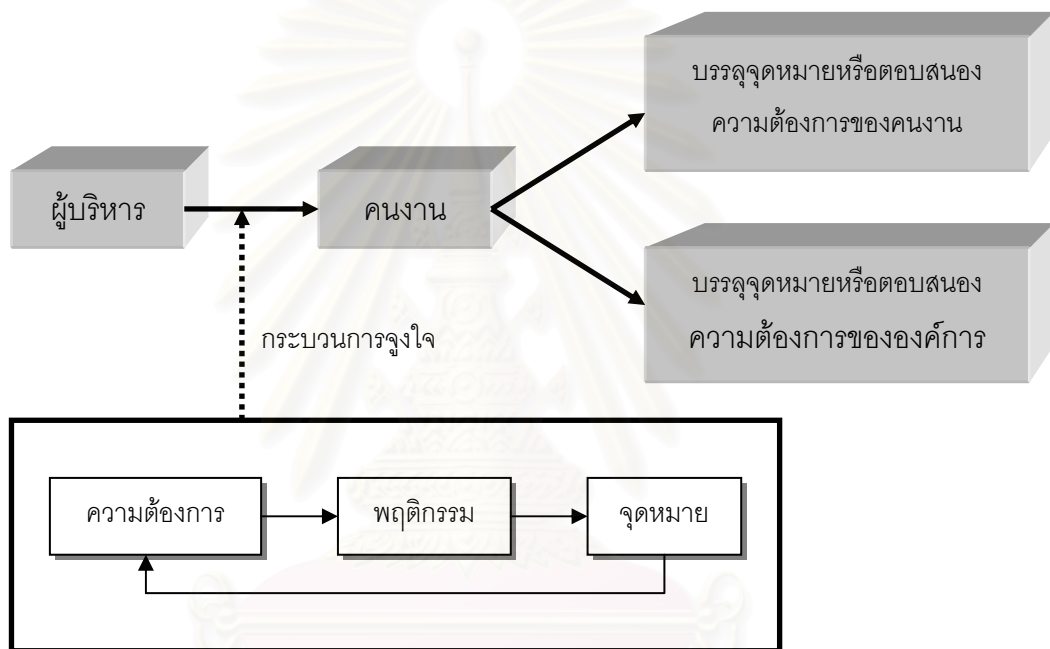 บรรลุจุดหมายหรือตอบสนอง
ความต้องการของคนงาน
ผู้บริหาร
คนงาน
บรรลุจุดหมายหรือตอบสนอง
ความต้องการขององค์การ
กระบวนการจูงใจ
ความต้องการ
พฤติกรรม
จุดหมาย